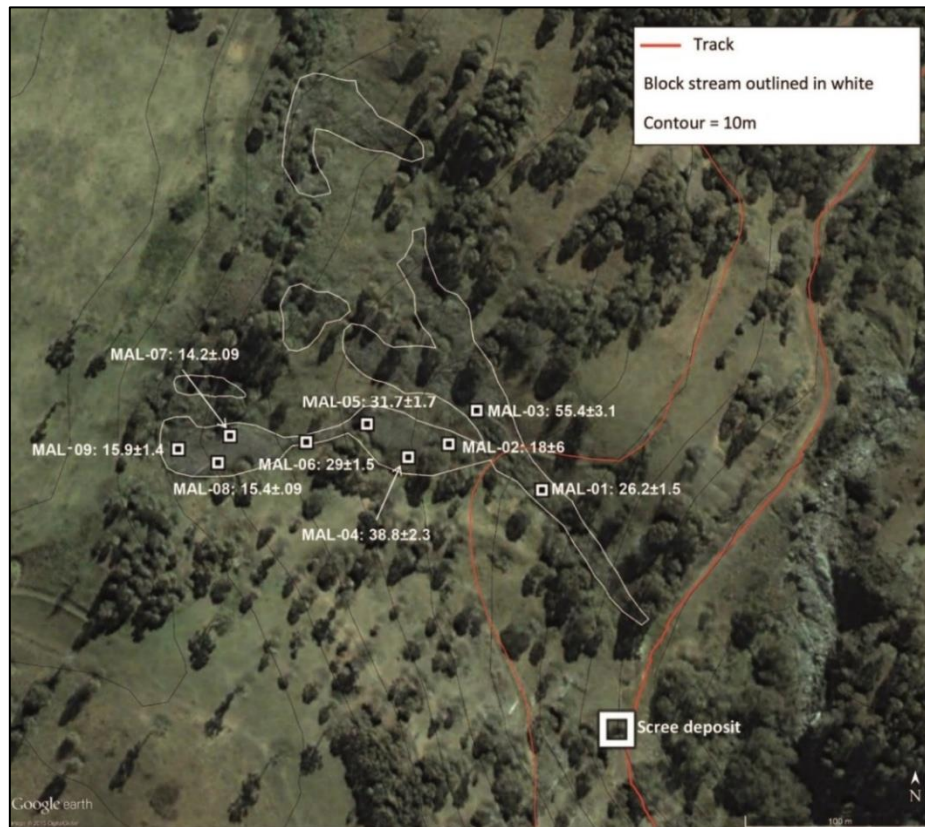 Track
Block stream outlined in white
Contour = 10m
MAL-07: 14.2±.09
MAL-05: 31.7±1.7
MAL-03: 55.4±3.1
MAL-09: 15.9±1.4
MAL-02: 18±6
MAL-06: 29±1.5
MAL-08: 15.4±.09
MAL-01: 26.2±1.5
MAL-04: 38.8±2.3
Scree deposit
N
Google earth
100 m